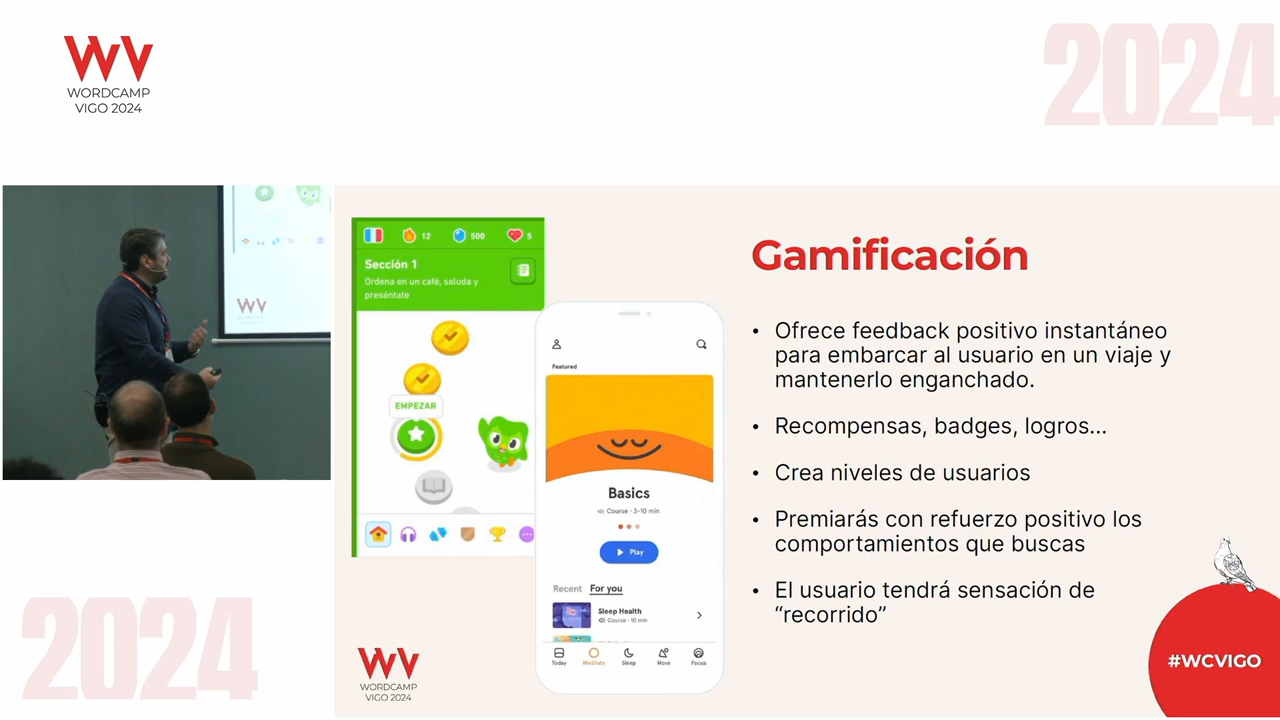 WORDCAMP
VIGO 2024
2024
12
500
5
Sección 1
Ordena en un café, saluda y
preséntate
EMPEZAR
Featured
Basics
Course · 3-10 min
Play
Recent
For you
Sleep Health
Course · 10 min
Today
Meditate
Sleep
Move
Focus
Gamificación
• Ofrece feedback positivo instantáneo
para embarcar al usuario en un viaje y
mantenerlo enganchado.
• Recompensas, badges, logros...
• Crea niveles de usuarios
• Premiarás con refuerzo positivo los
comportamientos que buscas
• El usuario tendrá sensación de
“recorrido”
WORDCAMP
VIGO 2024
#WCVIGO
2024